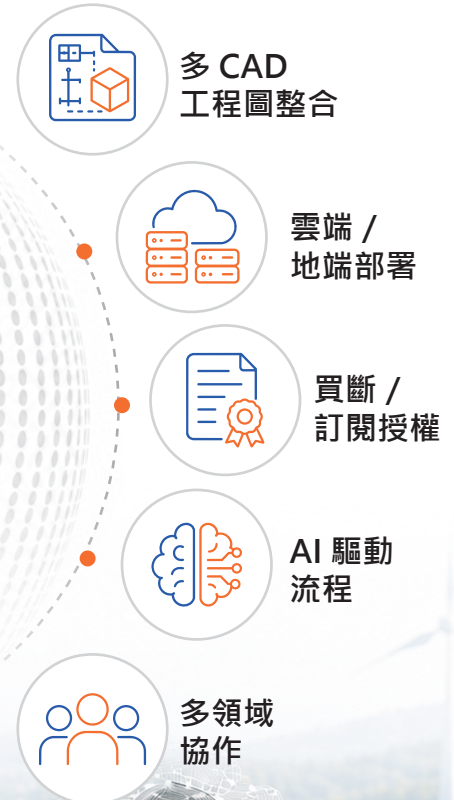 多 CAD
工程圖整合
雲端 /
地端部署
買斷 /
訂閱授權
AI 驅動
流程
多領域
協作